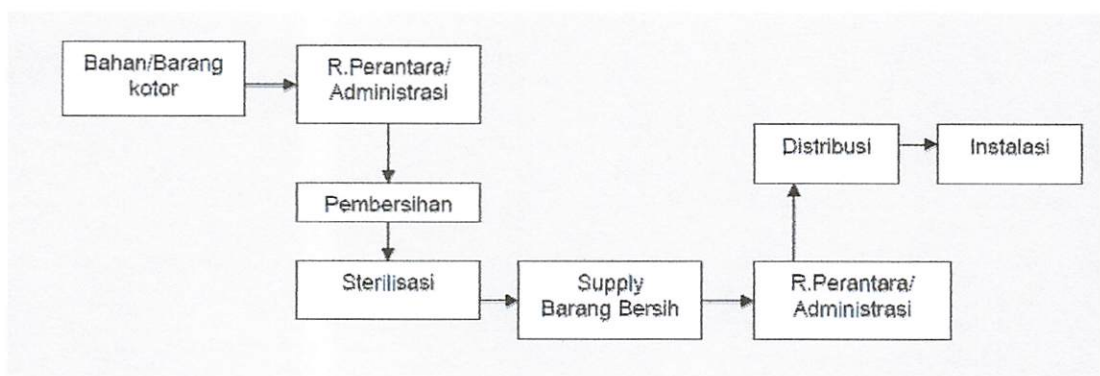 Bahan/Barang
kotor
R.Perantara/
Administrasi
Pembersihan
Sterilisasi
Supply
Barang Bersih
R.Perantara/
Administrasi
Distribusi
Instalasi